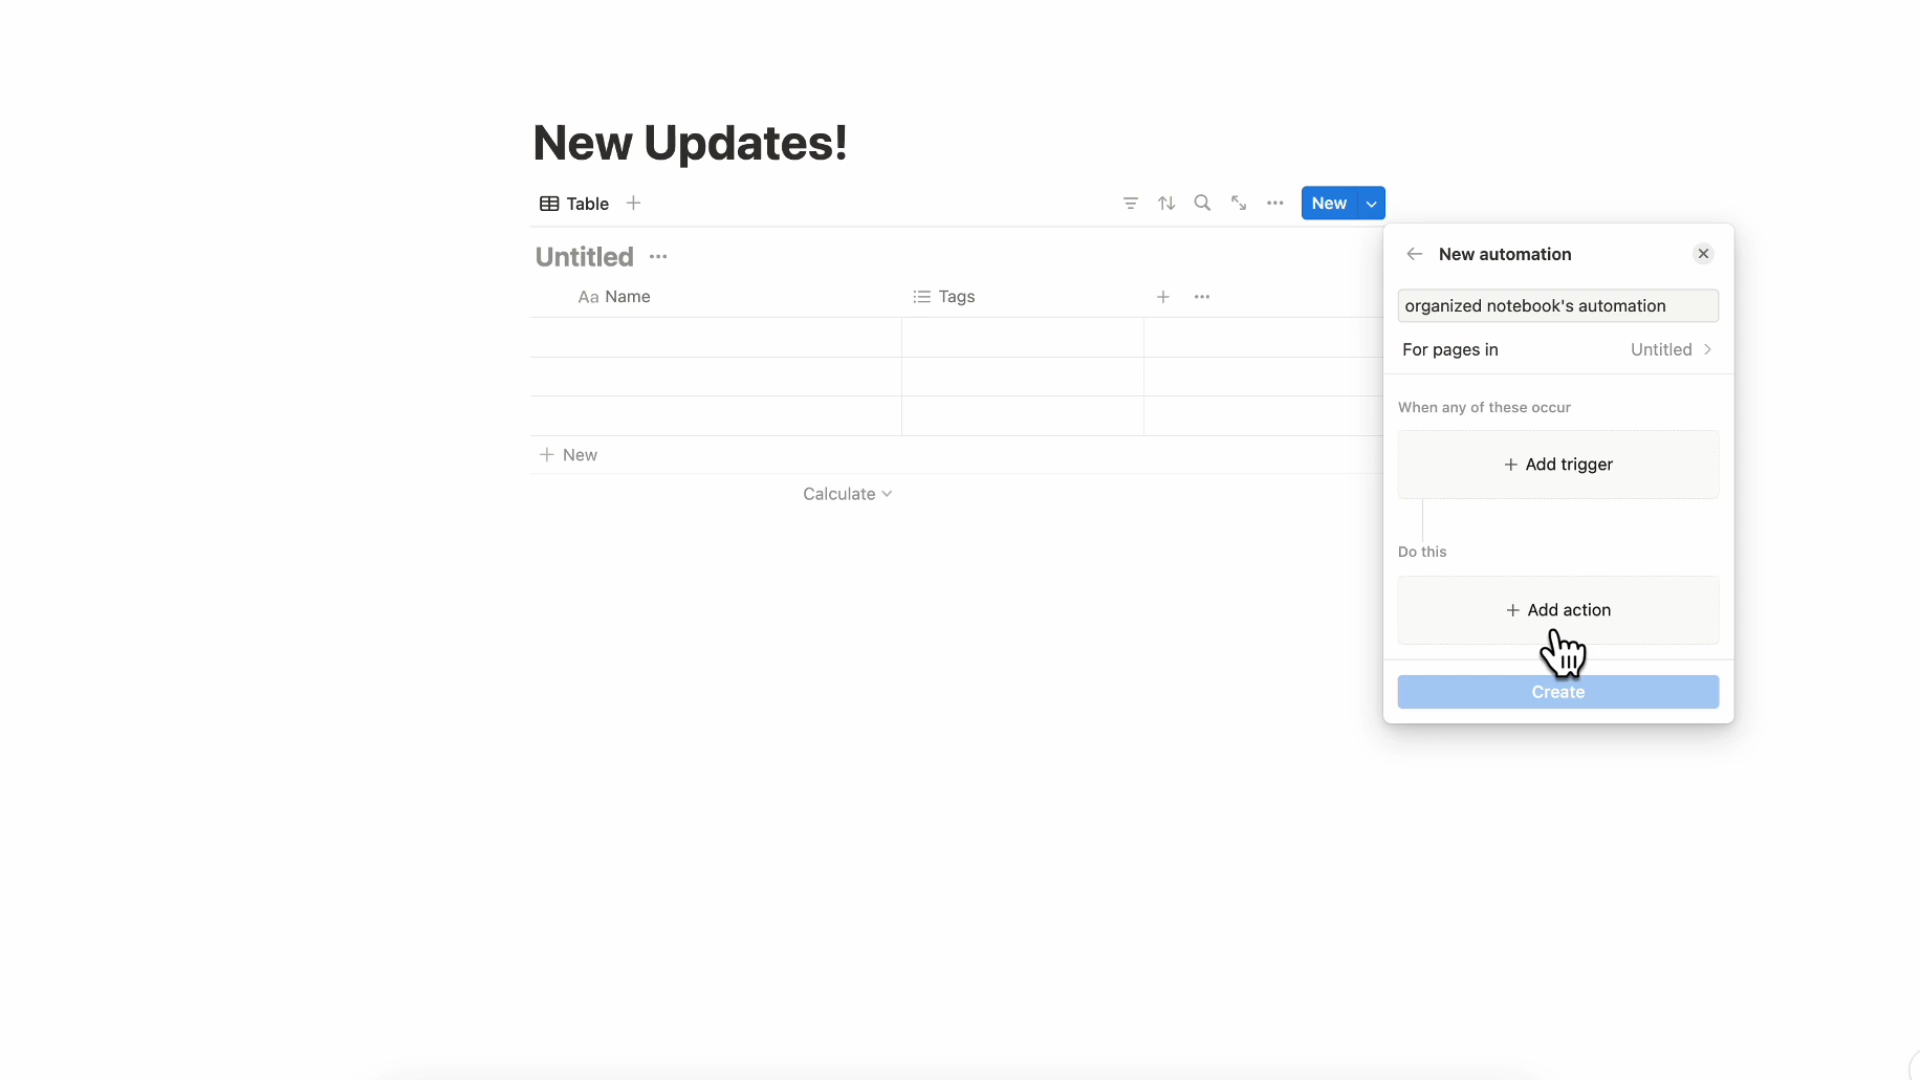 New Updates!
Table
New
Untitled
Aa Name
Tags
New
Calculate
New automation
organized notebook's automation
For pages in
Untitled
When any of these occur
Add trigger
Do this
Add action
Create